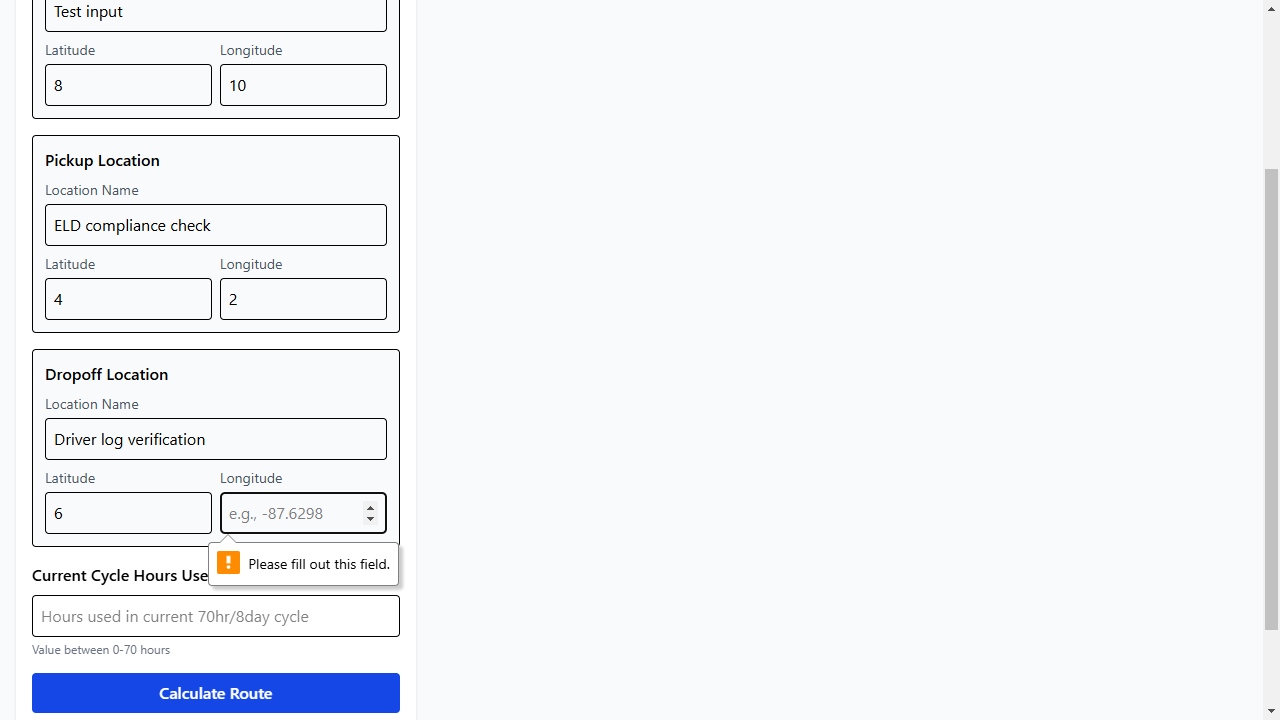 Test input
Latitude Longitude
8 10
Pickup Location
Location Name
ELD compliance check
Latitude Longitude
4 2
Dropoff Location
Location Name
Driver log verification
Latitude Longitude
6 e.g., -87.6298
Please fill out this field.
Current Cycle Hours Use
Hours used in current 70hr/8day cycle
Value between 0-70 hours
Calculate Route